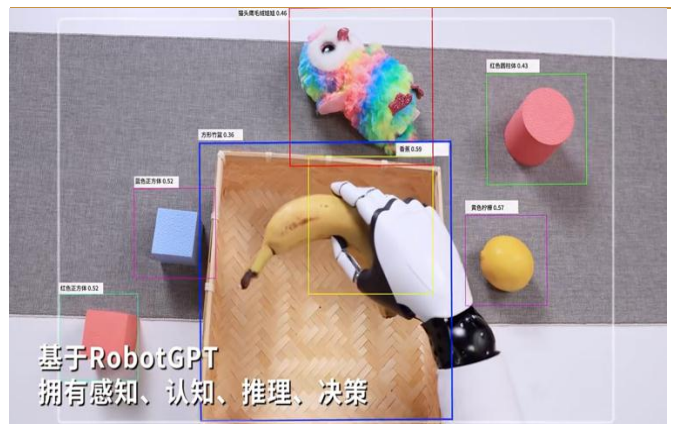 猫头鹰毛绒娃娃 0.46
红色圆柱体 0.43
方形竹篮 0.36
香蕉 0.59
蓝色正方体 0.52
黄色柠檬 0.57
红色正方体 0.52
基于RobotGPT
拥有感知、认知、推理、决策